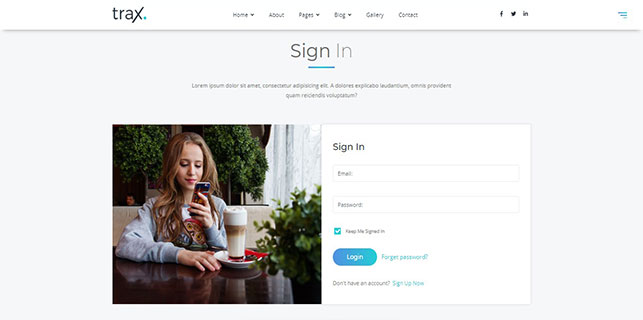 traX.
Home About Pages Blog Gallery Contact
Sign In
Lorem ipsum dolor sit amet, consectetur adipisicing elit. A dolores explicabo laudantium, omnis provident
quam reiciendis voluptatum?
Sign In
Email:
Password:
Keep Me Signed In
Login Forget password?
Don't have an account? Sign Up Now